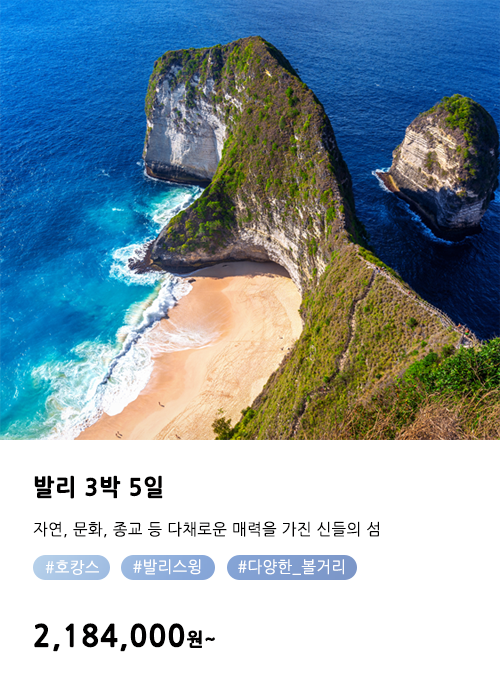 발리 3박 5일
자연, 문화, 종교 등 다채로운 매력을 가진 신들의 섬
#호캉스 #발리스윙 #다양한_볼거리
2,184,000원~